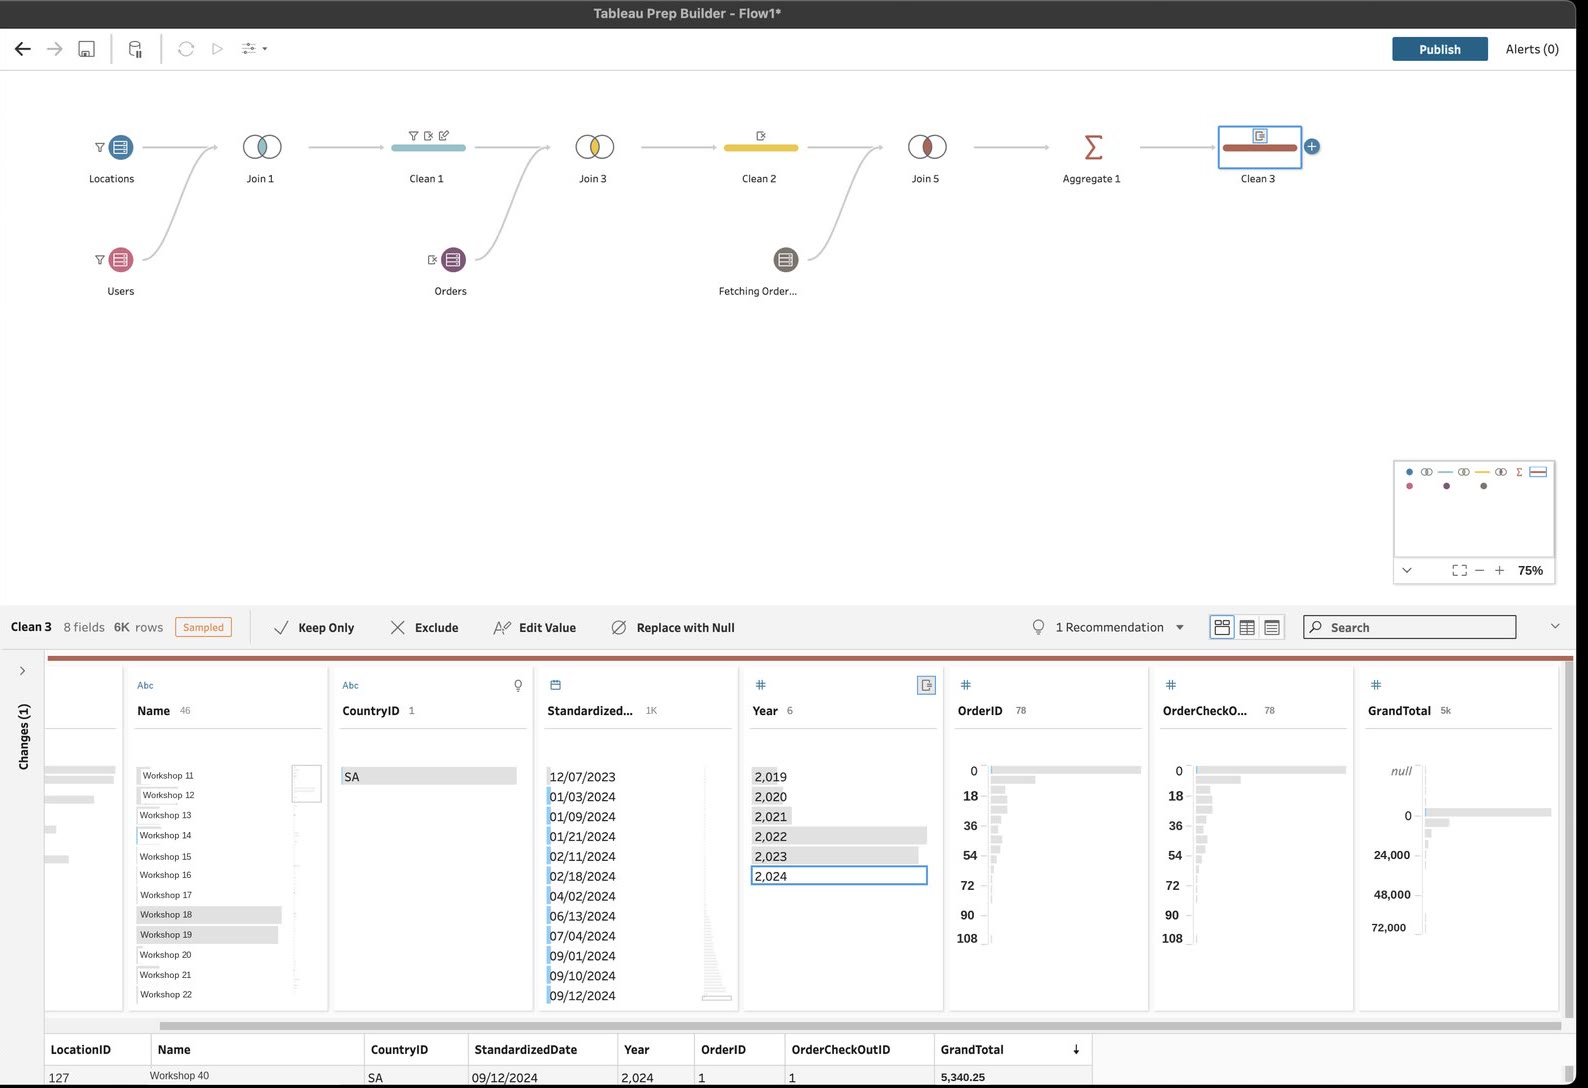 Tableau Prep Builder - Flow1*
Publish
Alerts (0)
Locations
Join 1
Clean 1
Join 3
Clean 2
Join 5
Aggregate 1
Clean 3
Users
Orders
Fetching Order...
75%
Clean 3 8 fields 6K rows Sampled
Keep Only
Exclude
Edit Value
Replace with Null
1 Recommendation
Search
Changes (1)
Abc
Name 46
Workshop 11
Workshop 12
Workshop 13
Workshop 14
Workshop 15
Workshop 16
Workshop 17
Workshop 18
Workshop 19
Workshop 20
Workshop 21
Workshop 22
Abc
CountryID 1
SA
Standardized... 1K
12/07/2023
01/03/2024
01/09/2024
01/21/2024
02/11/2024
02/18/2024
04/02/2024
06/13/2024
07/04/2024
09/01/2024
09/10/2024
09/12/2024
#
Year 6
2,019
2,020
2,021
2,022
2,023
2,024
#
OrderID 78
0
18
36
54
72
90
108
#
OrderCheckO... 78
0
18
36
54
72
90
108
#
GrandTotal 5k
null
0
24,000
48,000
72,000
LocationID Name CountryID StandardizedDate Year OrderID OrderCheckOutID GrandTotal
127 Workshop 40 SA 09/12/2024 2,024 1 1 5,340.25